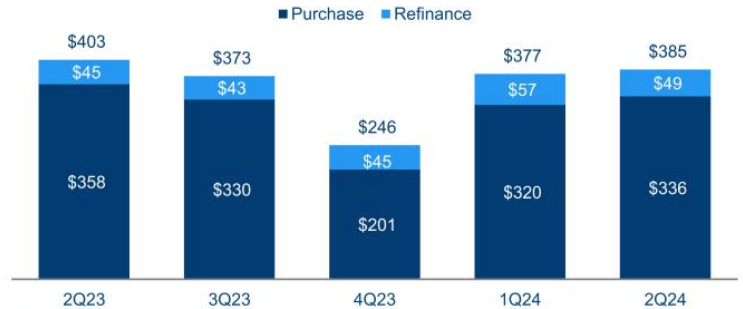 Purchase Refinance
$403 $373 $246 $377 $385
$45 $43 $45 $57 $49
$358 $330 $201 $320 $336
2Q23 3Q23 4Q23 1Q24 2Q24